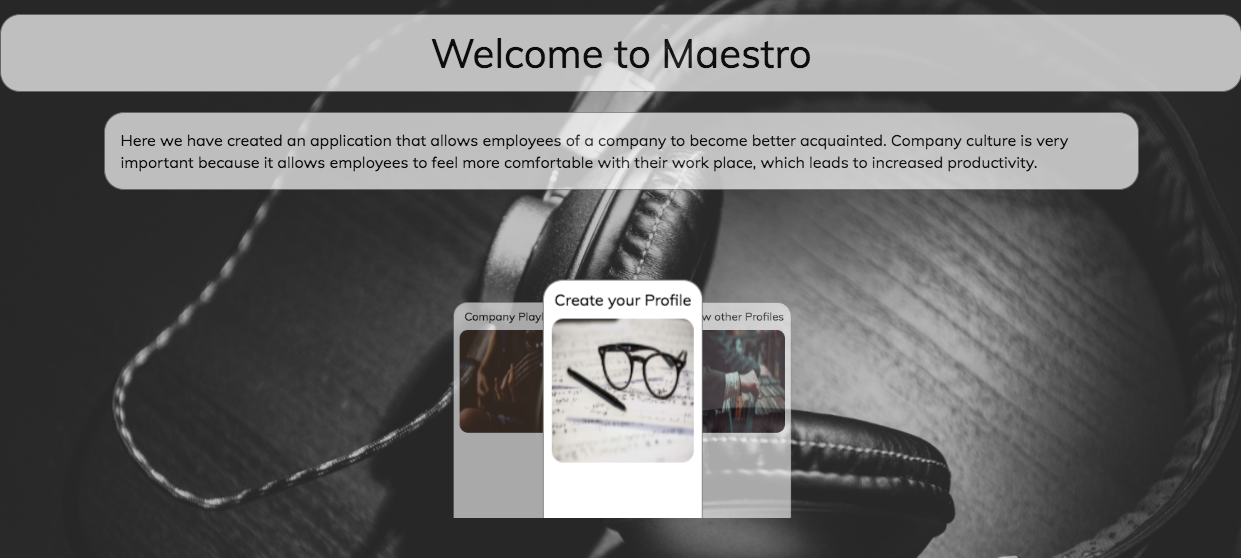 Welcome to Maestro
Here we have created an application that allows employees of a company to become better acquainted. Company culture is very
important because it allows employees to feel more comfortable with their work place, which leads to increased productivity.
Create your Profile
Company
other Profiles